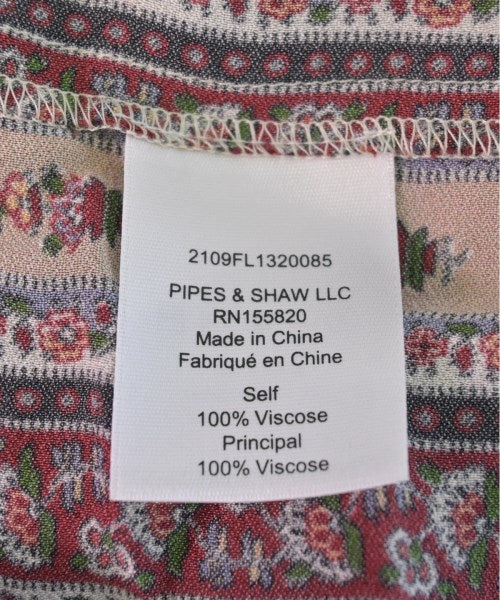 2109FL1320085
PIPES & SHAW LLC
RN155820
Made in China
Fabriqué en Chine
Self
100% Viscose
Principal
100% Viscose